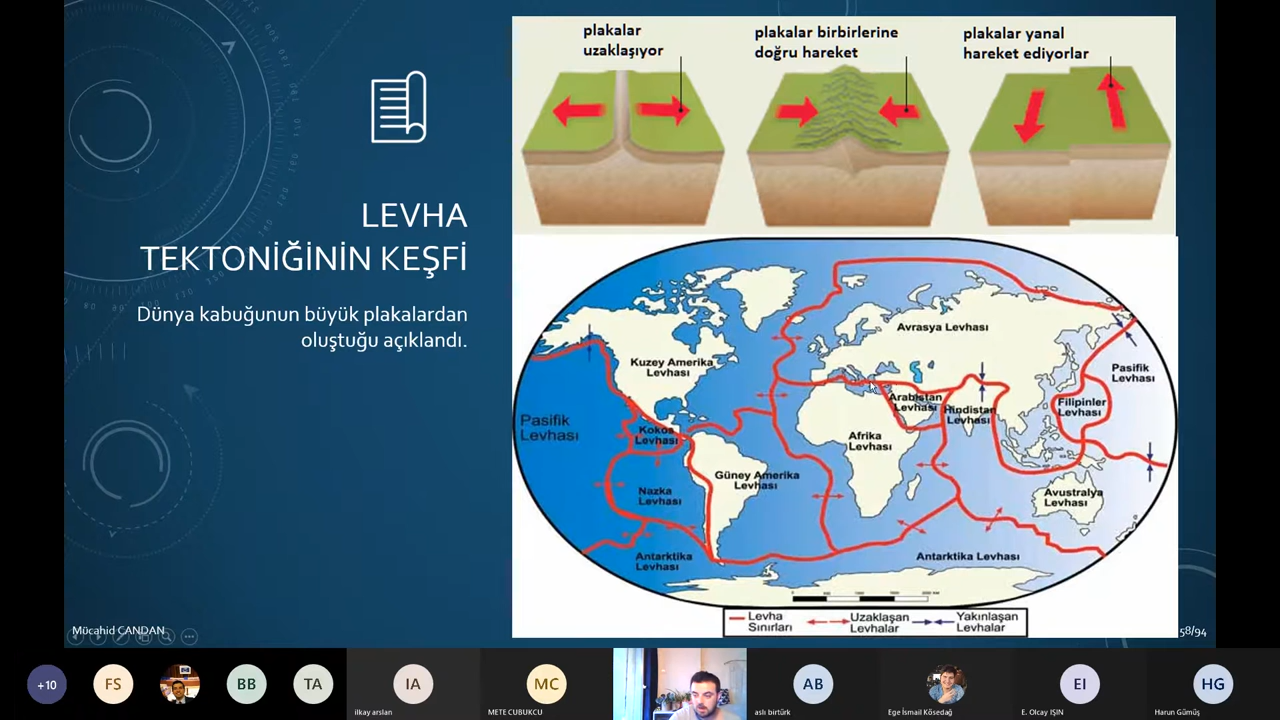 plakalar
uzaklaşıyor
plakalar birbirlerine
doğru hareket
plakalar yanal
hareket ediyorlar
LEVHA
TEKTONİĞİNİN KEŞFİ
Dünya kabuğunun büyük plakalardan
oluştuğu açıklandı.
Avrasya Levhası
Kuzey Amerika
Levhası
Pasifik
Levhası
Pasifik
Levhası
Arabistan
Levhası
Hindistan
Levhası
Filipinler
Levhası
Kokos
Levhası
Afrika
Levhası
Güney Amerika
Levhası
Nazka
Levhası
Avustralya
Levhası
Antarktika
Levhası
Antarktika Levhası
Levha
Sınırları
Uzaklaşan
Levhalar
Yakınlaşan
Levhalar
Mücahid CANDAN
58/94
+10
FS
BB
TA
IA
MC
AB
EI
HG
ilkay arslan
METE CUBUKCU
aslı birtürk
Ege İsmail Kösedağ
E. Olcay IŞIN
Harun Gümüş